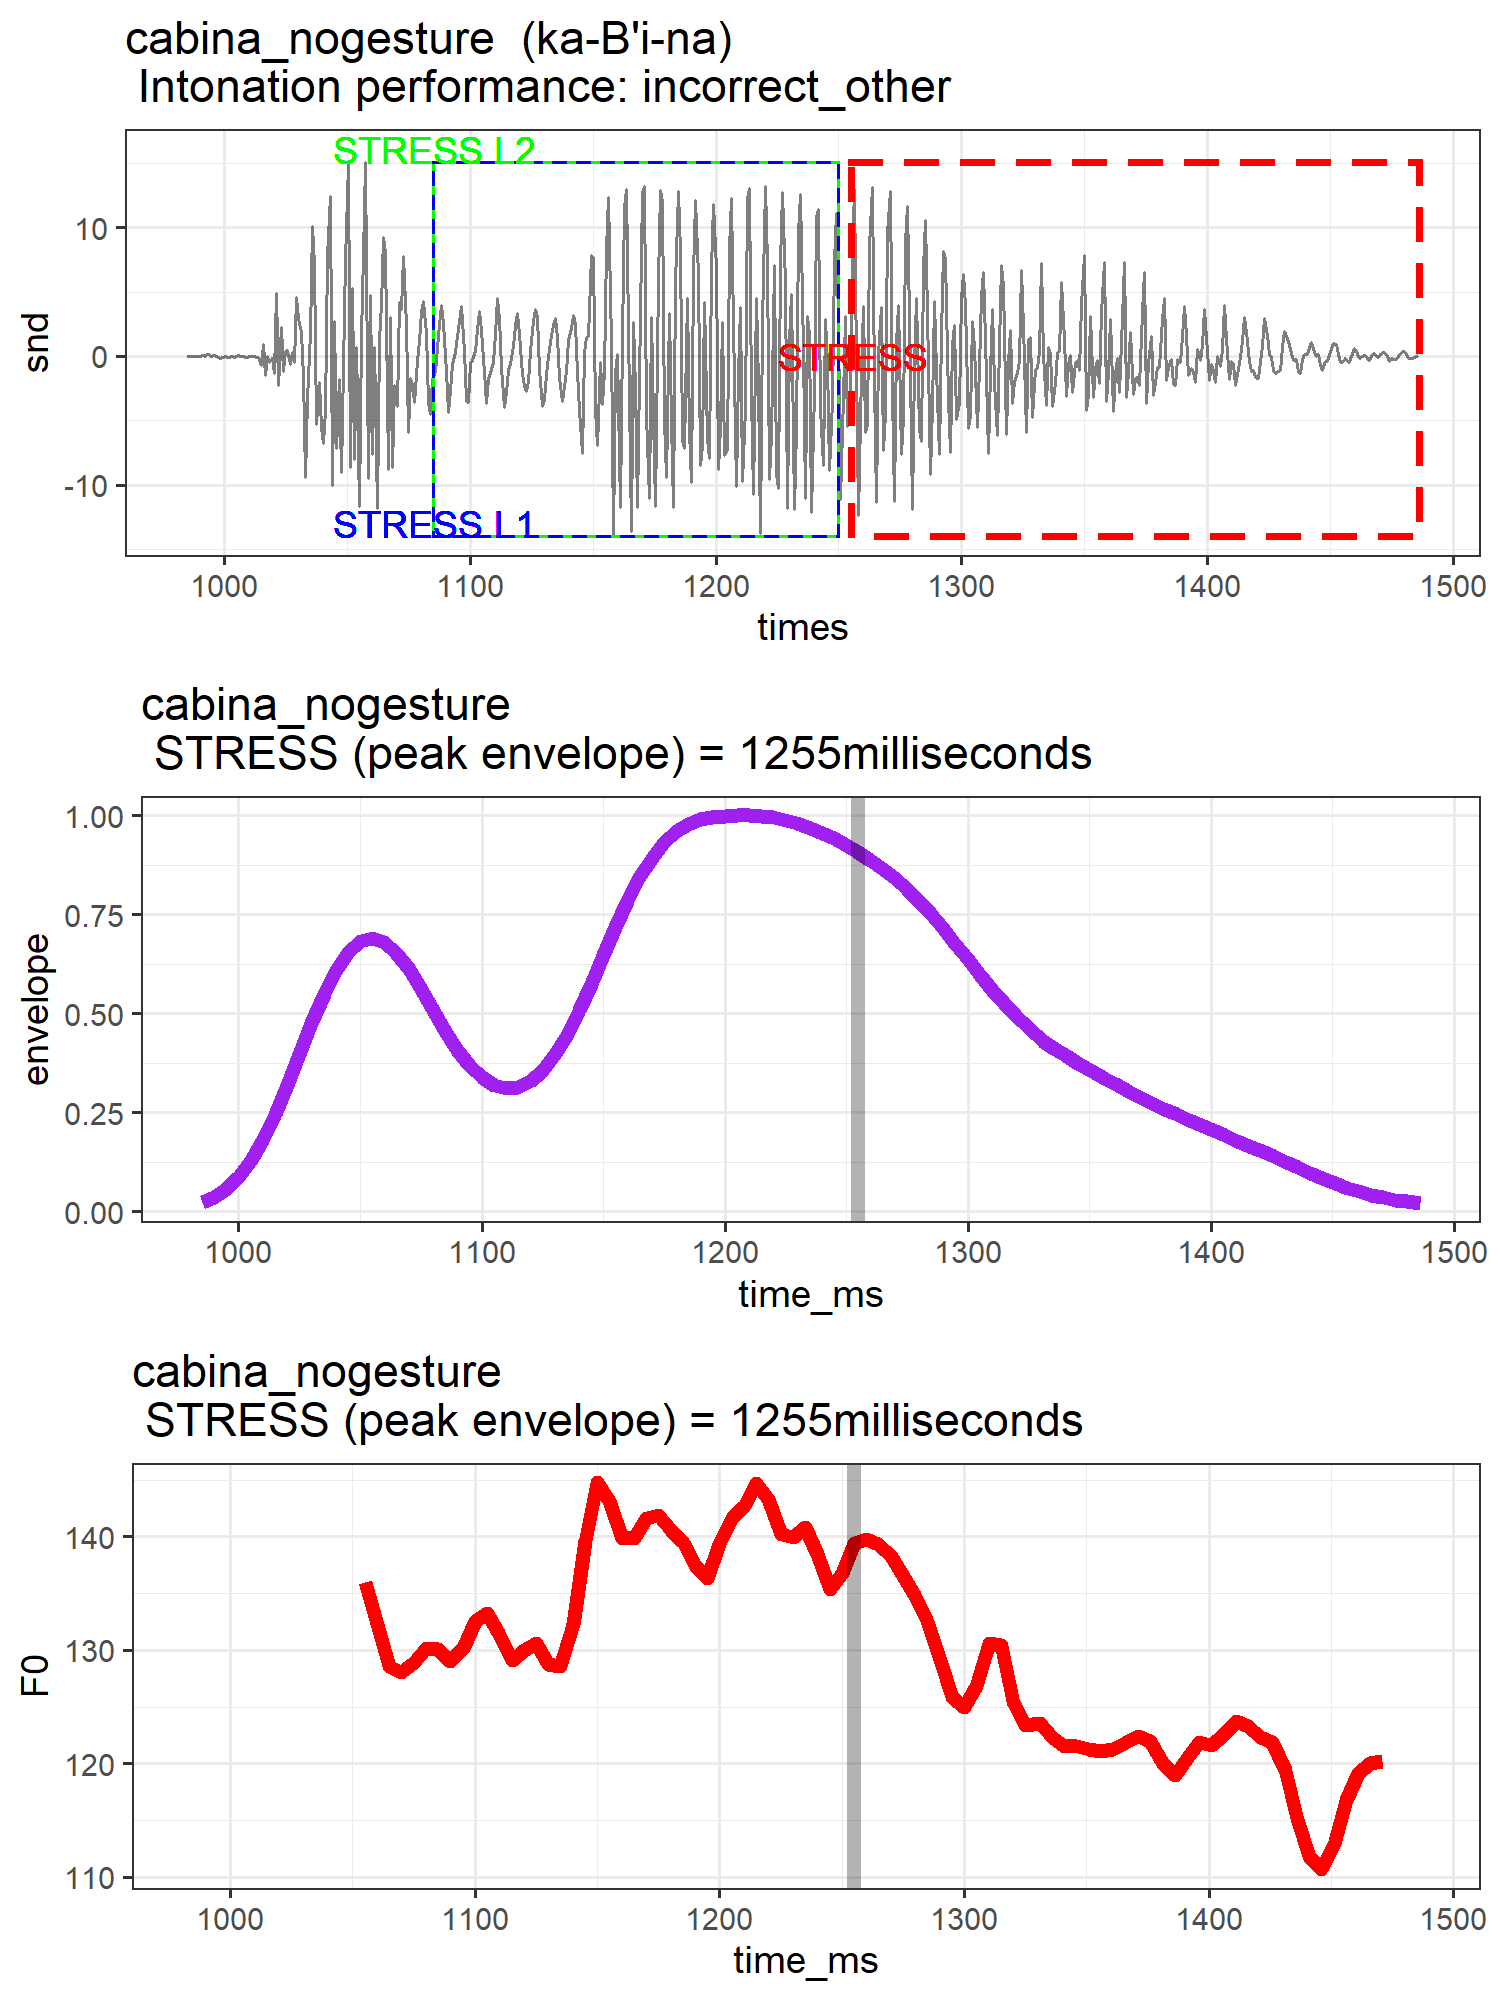 cabina_nogesture  (ka-B'i-na)
Intonation performance: incorrect_other
STRESS L2
10
0
-10
snd
STRESS
STRESS L1
1000 1100 1200 1300 1400 1500
times
cabina_nogesture
STRESS (peak envelope) = 1255milliseconds
1.00
0.75
0.50
0.25
0.00
envelope
1000 1100 1200 1300 1400 1500
time_ms
cabina_nogesture
STRESS (peak envelope) = 1255milliseconds
140
130
120
110
F0
1000 1100 1200 1300 1400 1500
time_ms